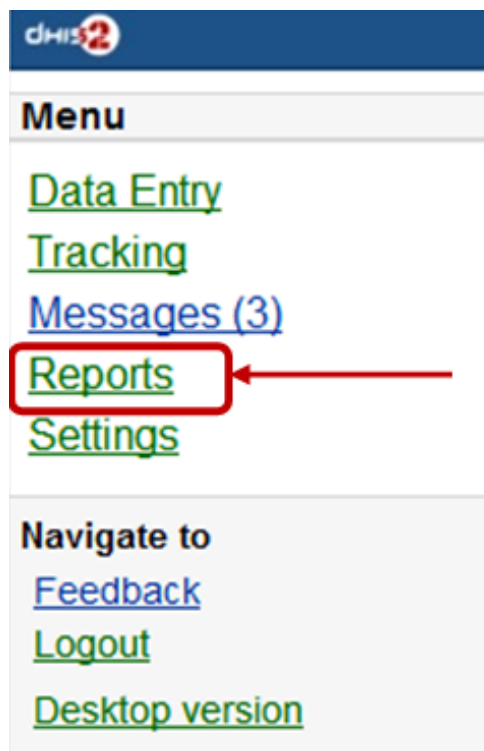 dHIS2
Menu
Data Entry
Tracking
Messages (3)
Reports
Settings
Navigate to
Feedback
Logout
Desktop version